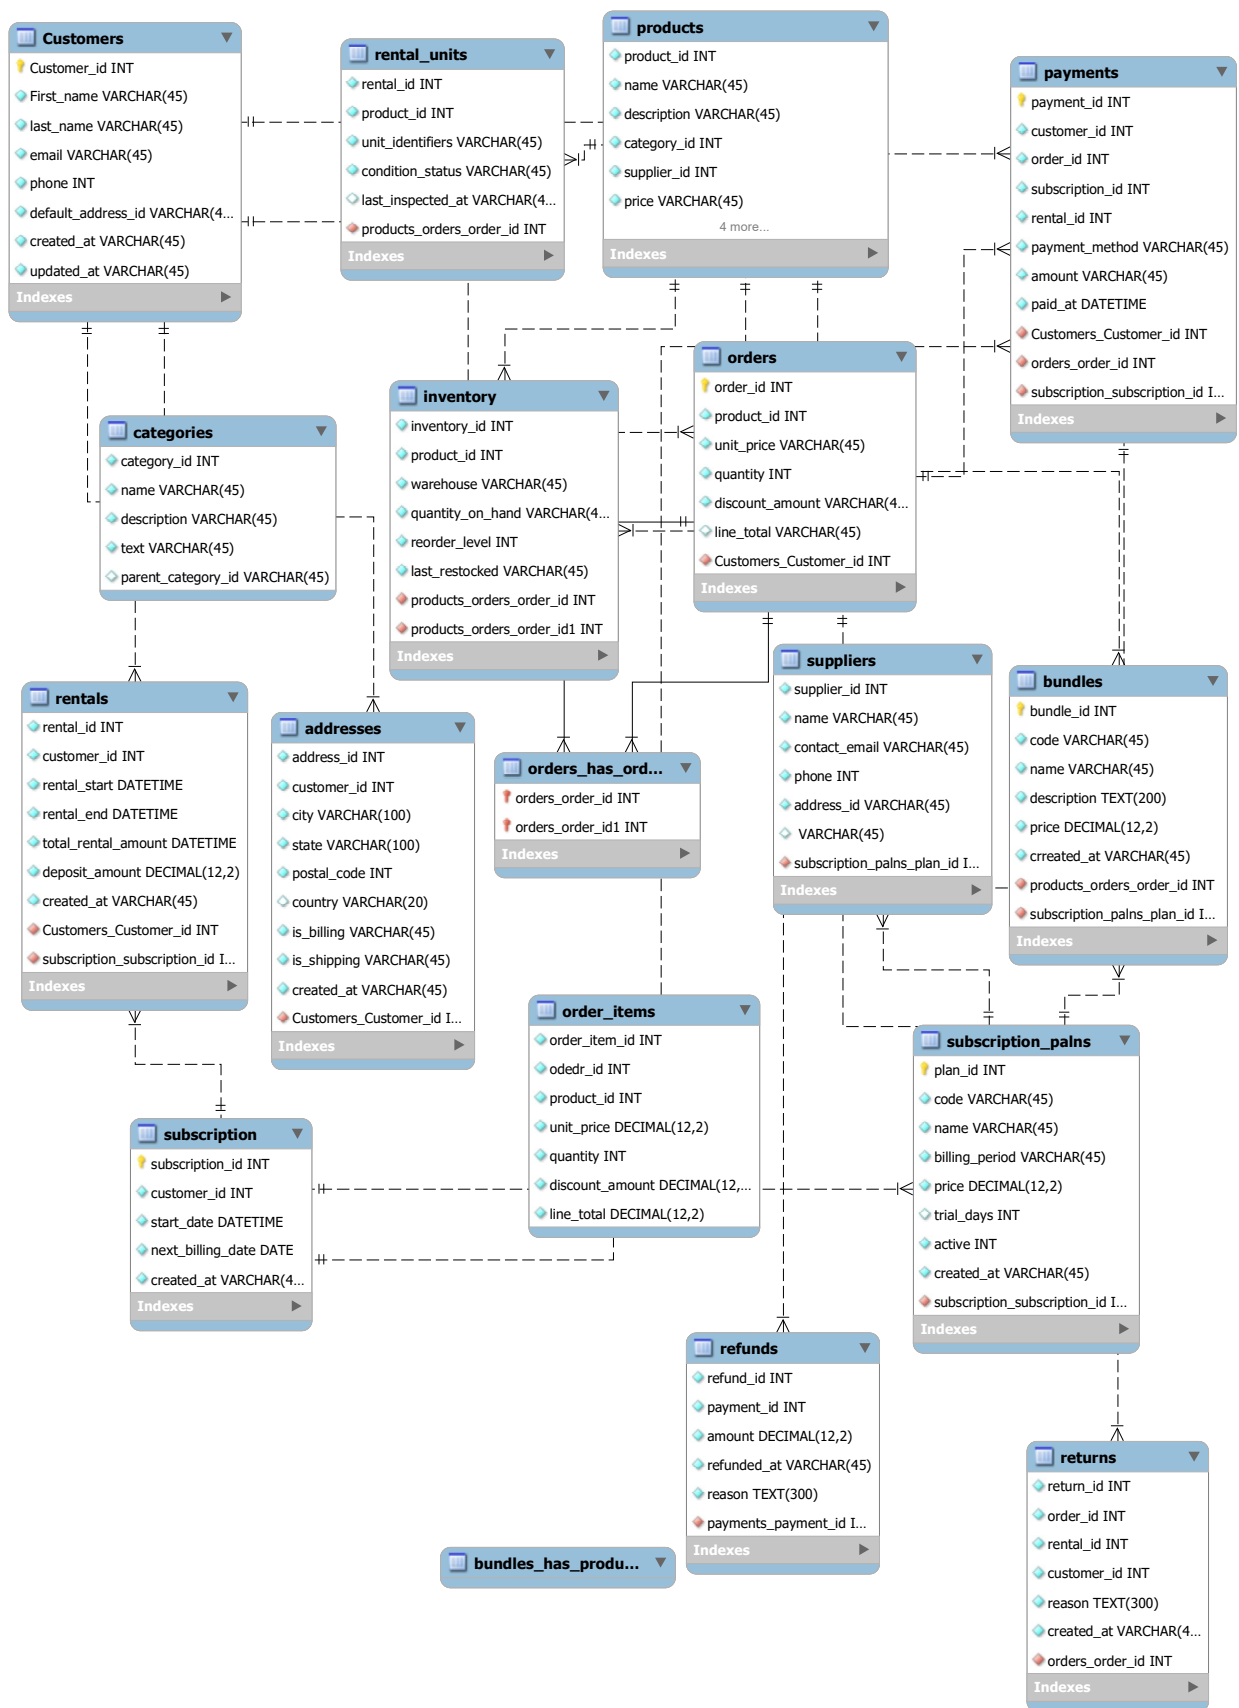 Customers
Customer_id INT
First_name VARCHAR(45)
last_name VARCHAR(45)
email VARCHAR(45)
phone INT
default_address_id VARCHAR(4...
created_at VARCHAR(45)
updated_at VARCHAR(45)
Indexes
rental_units
rental_id INT
product_id INT
unit_identifiers VARCHAR(45)
condition_status VARCHAR(45)
last_inspected_at VARCHAR(4...
products_orders_order_id INT
Indexes
products
product_id INT
name VARCHAR(45)
description VARCHAR(45)
category_id INT
supplier_id INT
price VARCHAR(45)
4 more...
Indexes
payments
payment_id INT
customer_id INT
order_id INT
subscription_id INT
rental_id INT
payment_method VARCHAR(45)
amount VARCHAR(45)
paid_at DATETIME
Customers_Customer_id INT
orders_order_id INT
subscription_subscription_id I...
Indexes
categories
category_id INT
name VARCHAR(45)
description VARCHAR(45)
text VARCHAR(45)
parent_category_id VARCHAR(45)
inventory
inventory_id INT
product_id INT
warehouse VARCHAR(45)
quantity_on_hand VARCHAR(4...
reorder_level INT
last_restocked VARCHAR(45)
products_orders_order_id INT
products_orders_order_id1 INT
Indexes
orders
order_id INT
product_id INT
unit_price VARCHAR(45)
quantity INT
discount_amount VARCHAR(4...
line_total VARCHAR(45)
Customers_Customer_id INT
Indexes
rentals
rental_id INT
customer_id INT
rental_start DATETIME
rental_end DATETIME
total_rental_amount DATETIME
deposit_amount DECIMAL(12,2)
created_at VARCHAR(45)
Customers_Customer_id INT
subscription_subscription_id I...
Indexes
addresses
address_id INT
customer_id INT
city VARCHAR(100)
state VARCHAR(100)
postal_code INT
country VARCHAR(20)
is_billing VARCHAR(45)
is_shipping VARCHAR(45)
created_at VARCHAR(45)
Customers_Customer_id I...
Indexes
orders_has_ord...
orders_order_id INT
orders_order_id1 INT
Indexes
suppliers
supplier_id INT
name VARCHAR(45)
contact_email VARCHAR(45)
phone INT
address_id VARCHAR(45)
VARCHAR(45)
subscription_palns_plan_id I...
Indexes
bundles
bundle_id INT
code VARCHAR(45)
name VARCHAR(45)
description TEXT(200)
price DECIMAL(12,2)
crreated_at VARCHAR(45)
products_orders_order_id INT
subscription_palns_plan_id I...
Indexes
order_items
order_item_id INT
odedr_id INT
product_id INT
unit_price DECIMAL(12,2)
quantity INT
discount_amount DECIMAL(12,...
line_total DECIMAL(12,2)
subscription_palns
plan_id INT
code VARCHAR(45)
name VARCHAR(45)
billing_period VARCHAR(45)
price DECIMAL(12,2)
trial_days INT
active INT
created_at VARCHAR(45)
subscription_subscription_id I...
Indexes
subscription
subscription_id INT
customer_id INT
start_date DATETIME
next_billing_date DATE
created_at VARCHAR(4...
Indexes
refunds
refund_id INT
payment_id INT
amount DECIMAL(12,2)
refunded_at VARCHAR(45)
reason TEXT(300)
payments_payment_id I...
Indexes
returns
return_id INT
order_id INT
rental_id INT
customer_id INT
reason TEXT(300)
created_at VARCHAR(4...
orders_order_id INT
Indexes
bundles_has_produ...